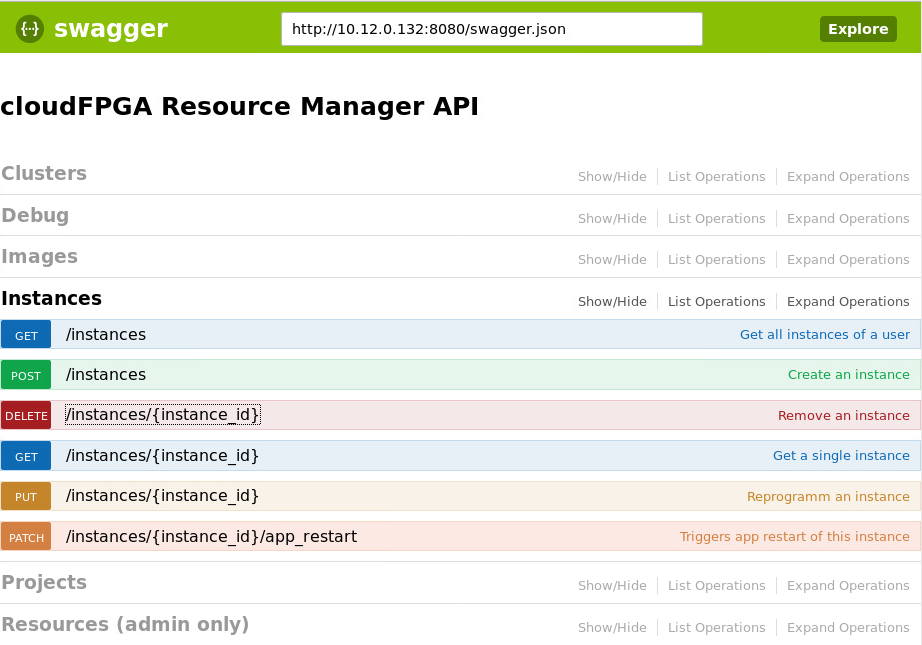 {··} swagger http://10.12.0.132:8080/swagger.json Explore
cloudFPGA Resource Manager API
Clusters Show/Hide List Operations Expand Operations
Debug Show/Hide List Operations Expand Operations
Images Show/Hide List Operations Expand Operations
Instances Show/Hide List Operations Expand Operations
GET /instances Get all instances of a user
POST /instances Create an instance
DELETE /instances/{instance_id} Remove an instance
GET /instances/{instance_id} Get a single instance
PUT /instances/{instance_id} Reprogramm an instance
PATCH /instances/{instance_id}/app_restart Triggers app restart of this instance
Projects Show/Hide List Operations Expand Operations
Resources (admin only) Show/Hide List Operations Expand Operations